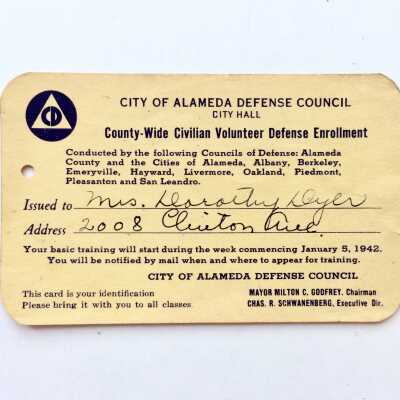 CD
CITY OF ALAMEDA DEFENSE COUNCIL
CITY HALL
County-Wide Civilian Volunteer Defense Enrollment
Conducted by the following Councils of Defense: Alameda
County and the Cities of Alameda, Albany, Berkeley,
Emeryville, Hayward, Livermore, Oakland, Piedmont,
Pleasanton and San Leandro.
Issued to Mrs. Dorothy Dyer
Address 2008 Clinton Ave.
Your basic training will start during the week commencing January 5, 1942.
You will be notified by mail when and where to appear for training.
CITY OF ALAMEDA DEFENSE COUNCIL
This card is your identification
Please bring it with you to all classes.
MAYOR MILTON C. GODFREY, Chairman
CHAS. R. SCHWANENBERG, Executive Dir.